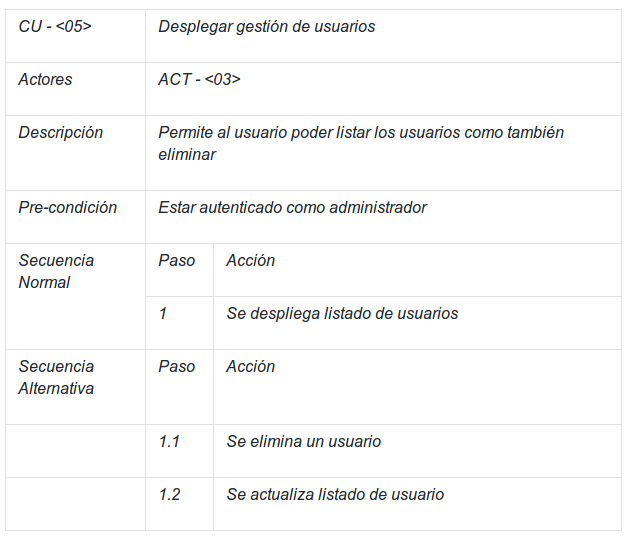 CU - <05> Desplegar gestión de usuarios
Actores ACT - <03>
Descripción Permite al usuario poder listar los usuarios como también
eliminar
Pre-condición Estar autenticado como administrador
Secuencia Paso Acción
Normal
1 Se despliega listado de usuarios
Secuencia Paso Acción
Alternativa
1.1 Se elimina un usuario
1.2 Se actualiza listado de usuario